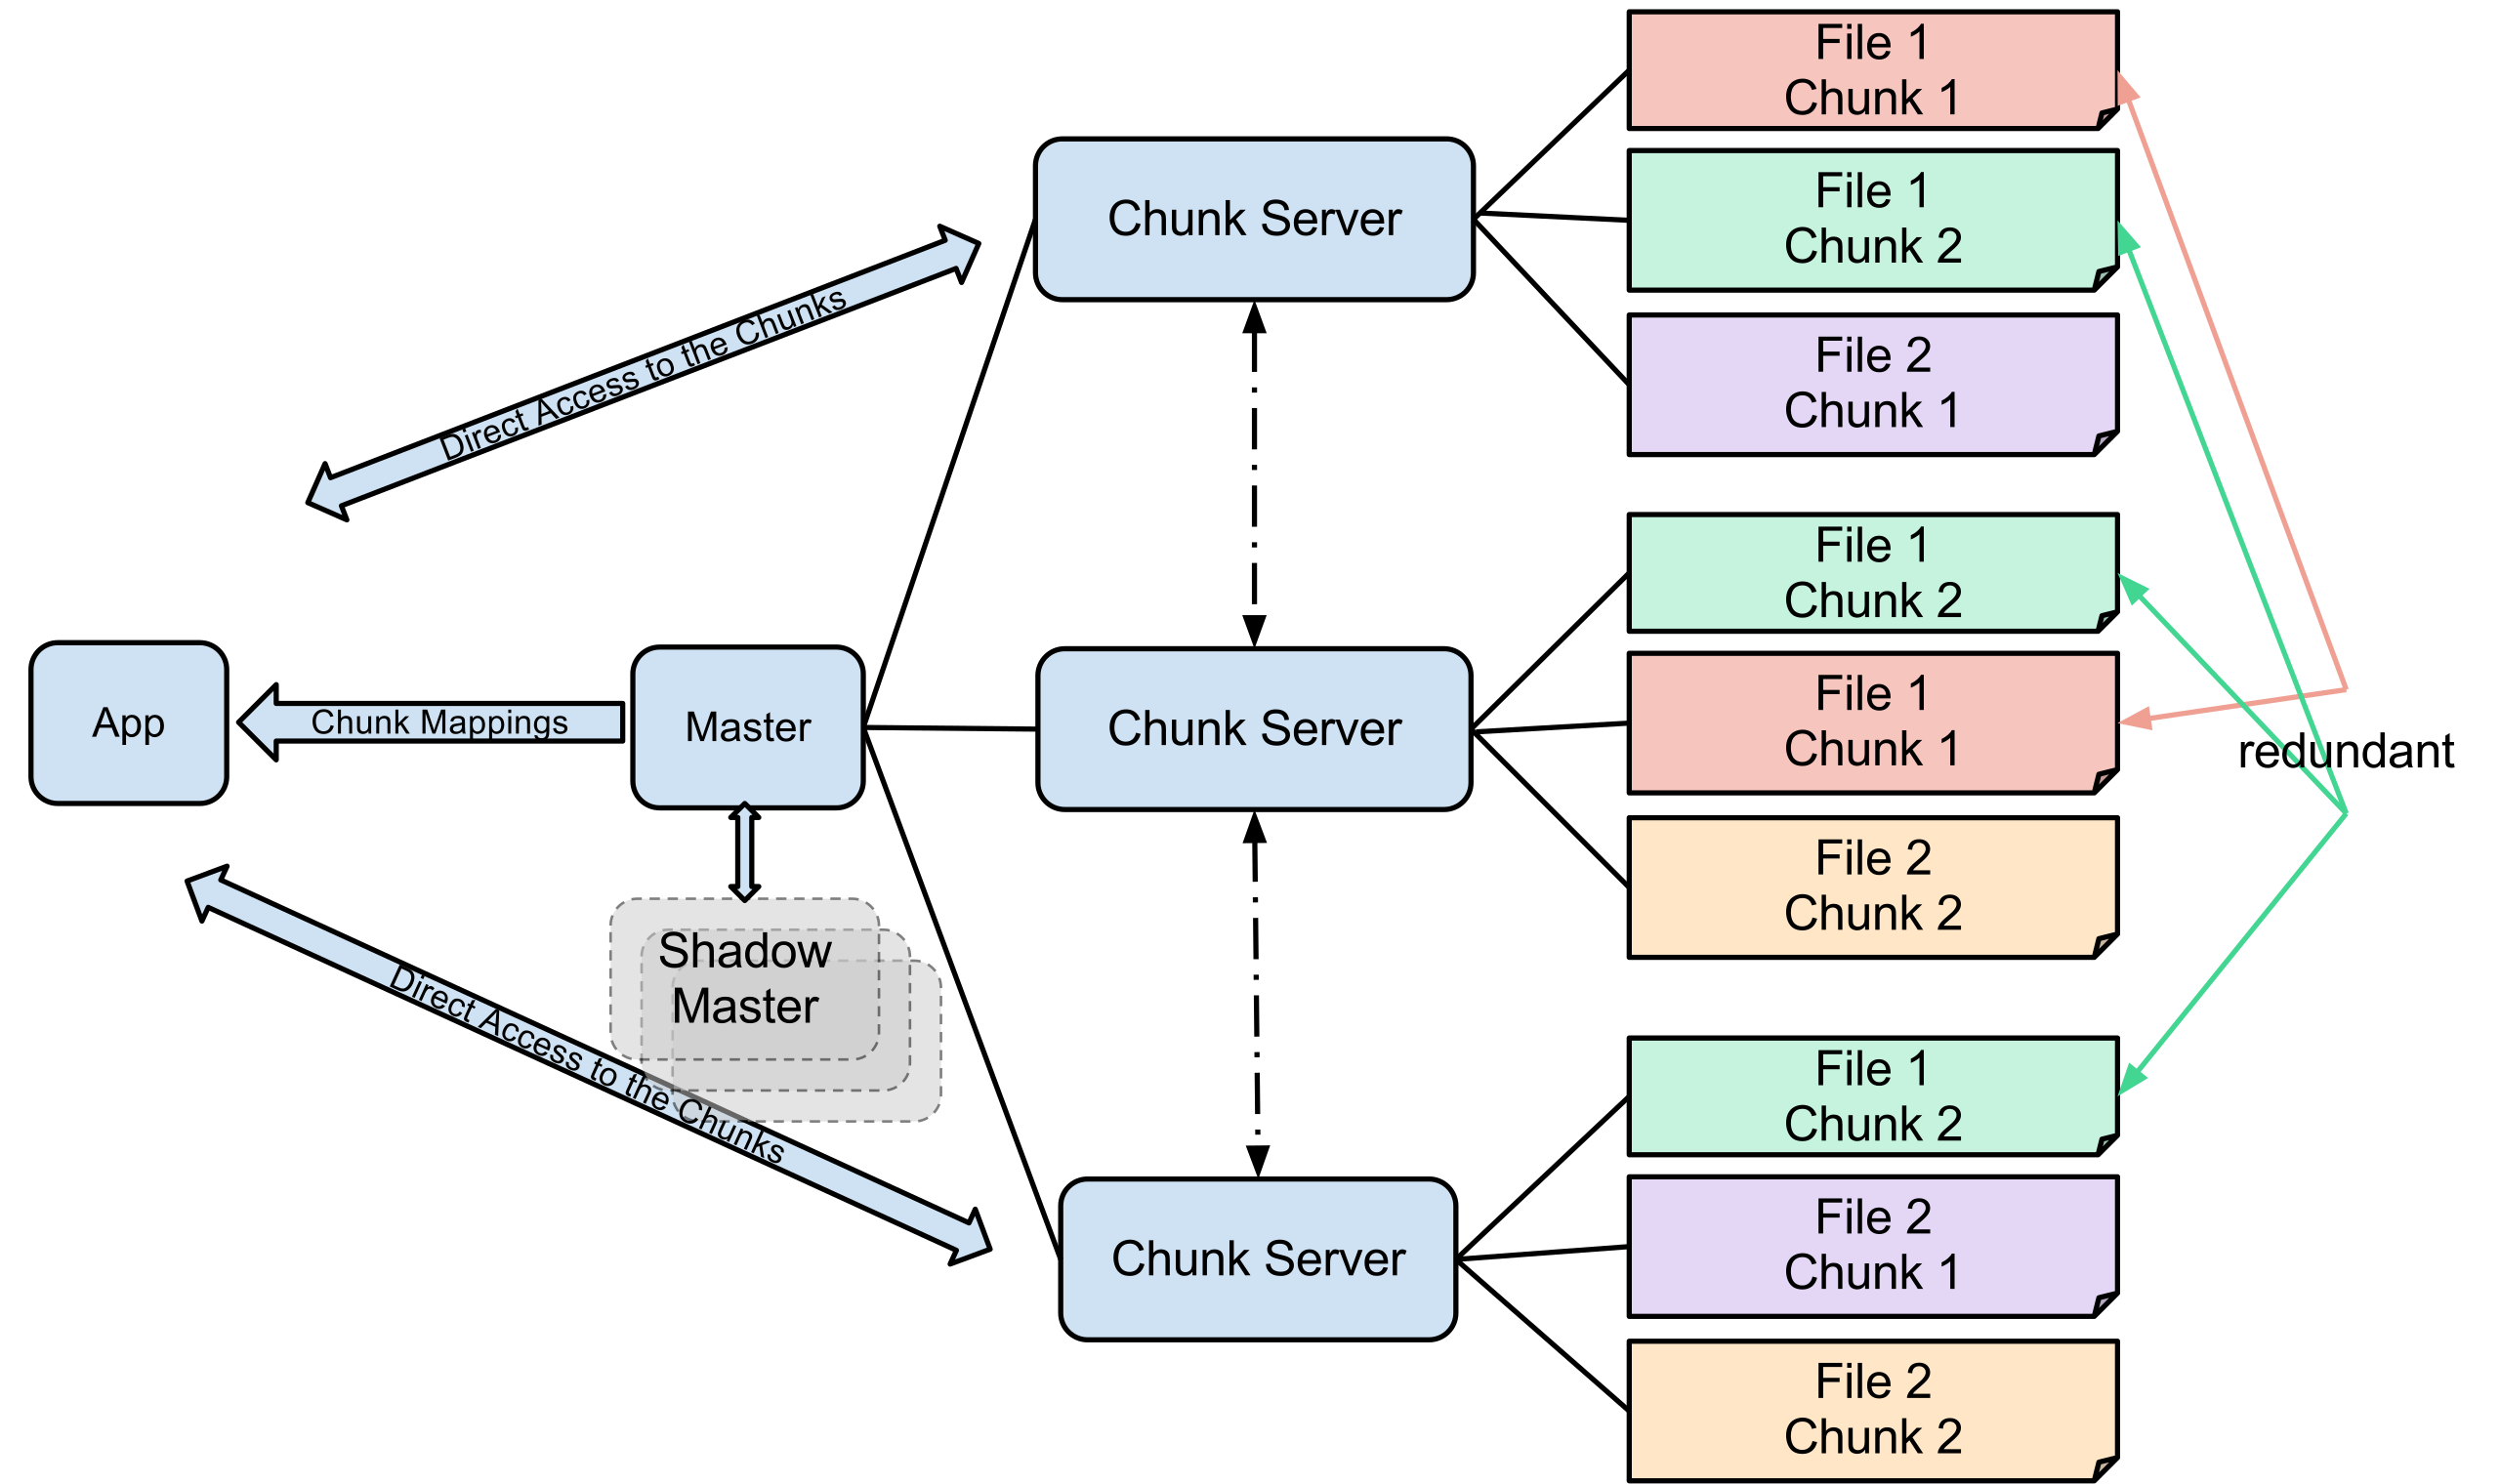 File 1
Chunk 1
File 1
Chunk 2
File 2
Chunk 1
Chunk Server
Direct Access to the Chunks
File 1
Chunk 2
File 1
Chunk 1
File 2
Chunk 2
App
Chunk Mappings
Master
Chunk Server
redundant
Shadow
Master
Direct Access to the Chunks
Chunk Server
File 1
Chunk 2
File 2
Chunk 1
File 2
Chunk 2